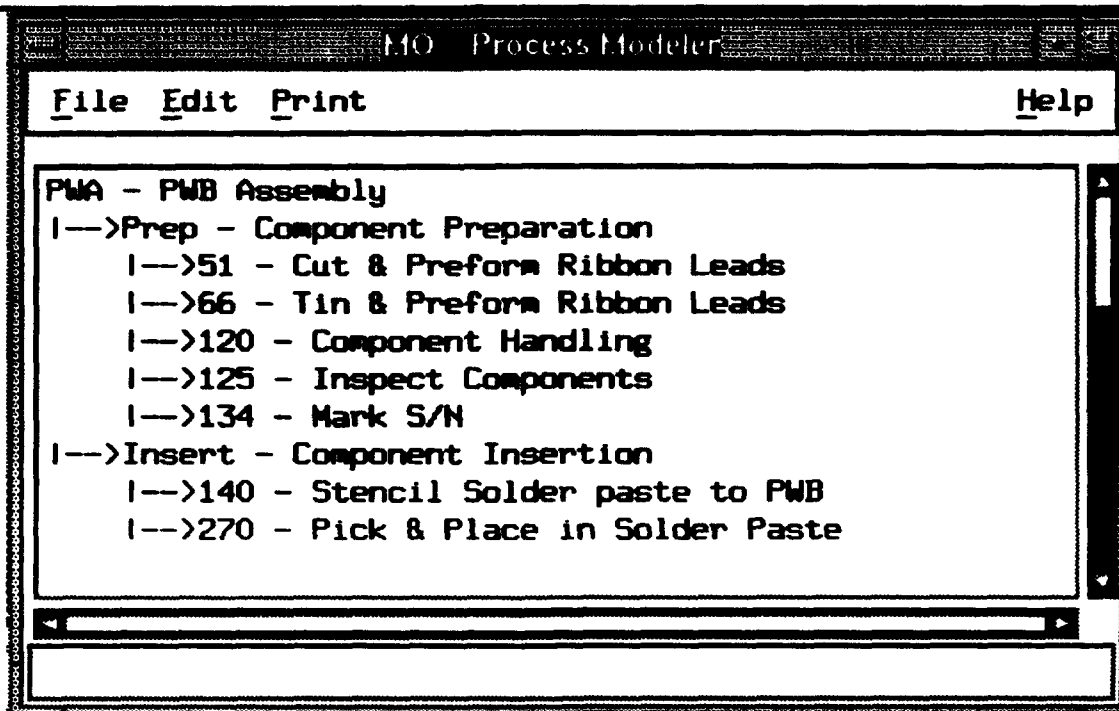 MO Process Modeler
File Edit Print Help
PWA - PWB Assembly
|-->Prep - Component Preparation
|-->51 - Cut & Preform Ribbon Leads
|-->66 - Tin & Preform Ribbon Leads
|-->120 - Component Handling
|-->125 - Inspect Components
|-->134 - Mark S/N
|-->Insert - Component Insertion
|-->140 - Stencil Solder paste to PWB
|-->270 - Pick & Place in Solder Paste